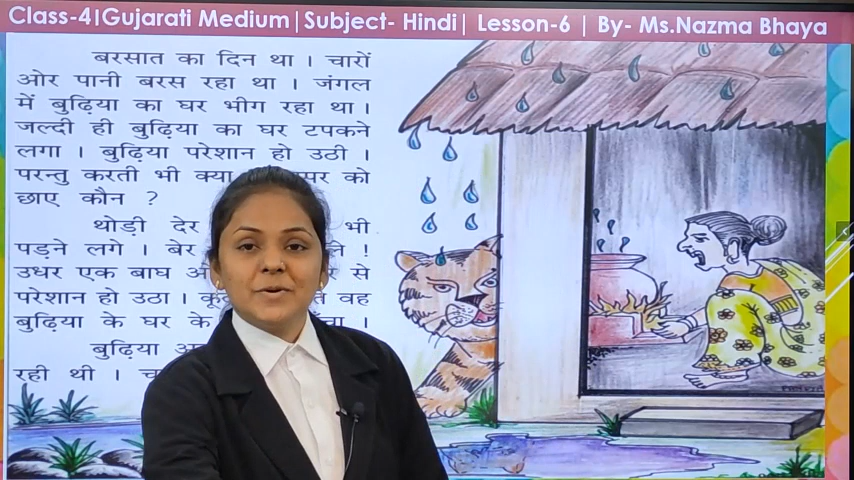 Class-4।Gujarati Medium|Subject- Hindi| Lesson-6 | By- Ms.Nazma Bhaya
बरसात का दिन था । चारों
ओर पानी बरस रहा था । जंगल
में बुढ़िया का घर भीग रहा था ।
जल्दी ही बुढ़िया का घर टपकने
लगा । बुढ़िया परेशान हो उठी ।
परन्तु करती भी क्या को
छाए कौन ?
थोड़ी देर भी
पड़ने लगे । बेर !
उधर एक बाघ से
परेशान हो उठा । वह
बुढ़िया के घर के ।
बुढ़िया
रही थी ।